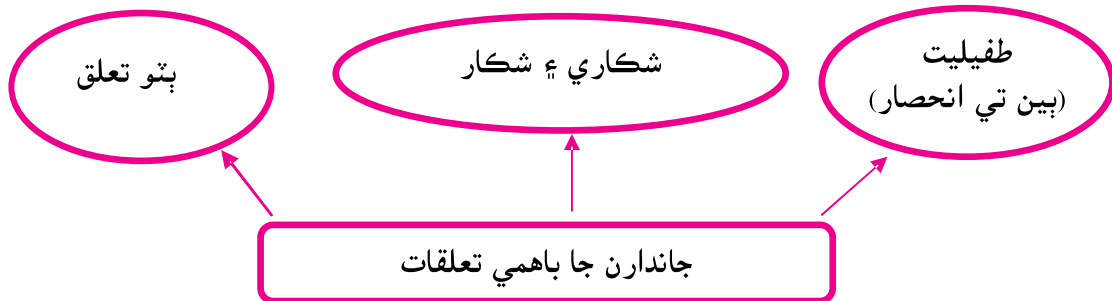 طفيليت
(ٻين تي انحصار)
شڪاري ۽ شڪار
ٻٽو تعلق
جاندارن جا باهمي تعلقات